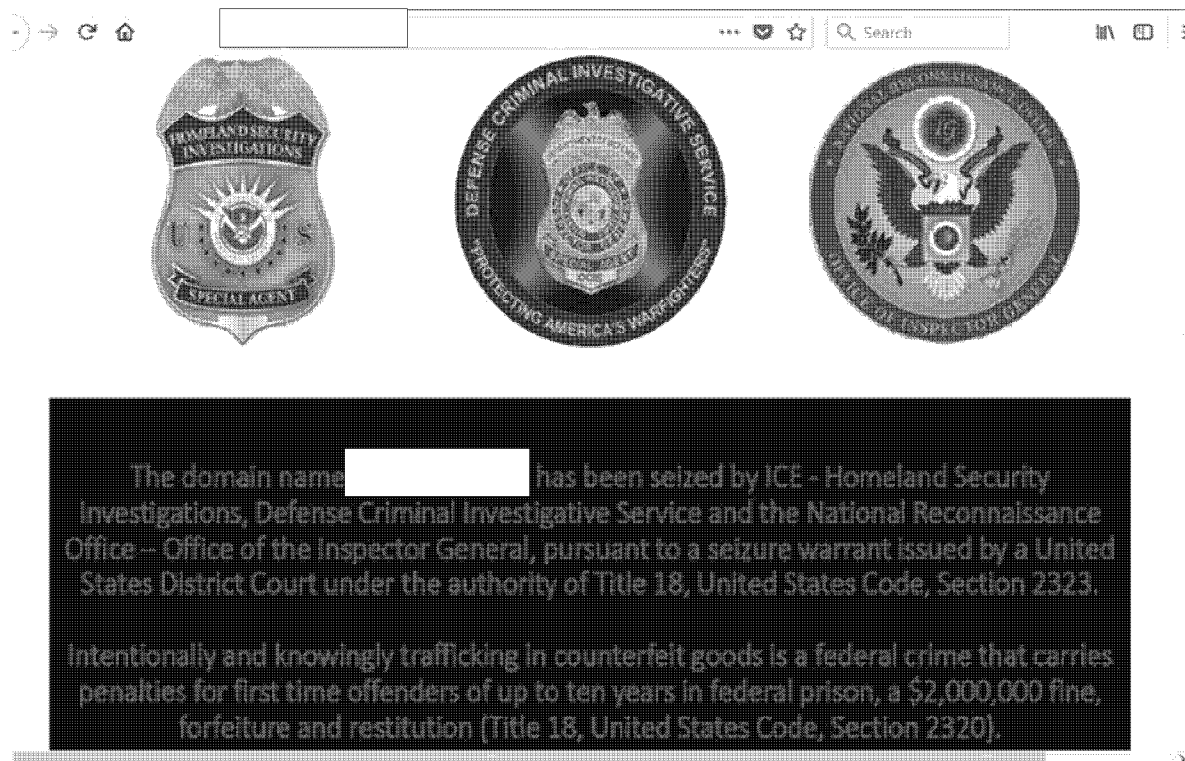 Search
HOMELAND SECURITY
INVESTIGATIONS
U S
SPECIAL AGENT
DEFENSE CRIMINAL INVESTIGATIVE SERVICE
"PROTECTING AMERICA'S WARFIGHTERS"
OFFICE OF INSPECTOR GENERAL
The domain name has been seized by ICE - Homeland Security
Investigations, Defense Criminal Investigative Service and the National Reconnaissance
Office – Office of the Inspector General, pursuant to a seizure warrant issued by a United
States District Court under the authority of Title 18, United States Code, Section 2323.
Intentionally and knowingly trafficking in counterfeit goods is a federal crime that carries
penalties for first time offenders of up to ten years in federal prison, a $2,000,000 fine,
forfeiture and restitution (Title 18, United States Code, Section 2320).